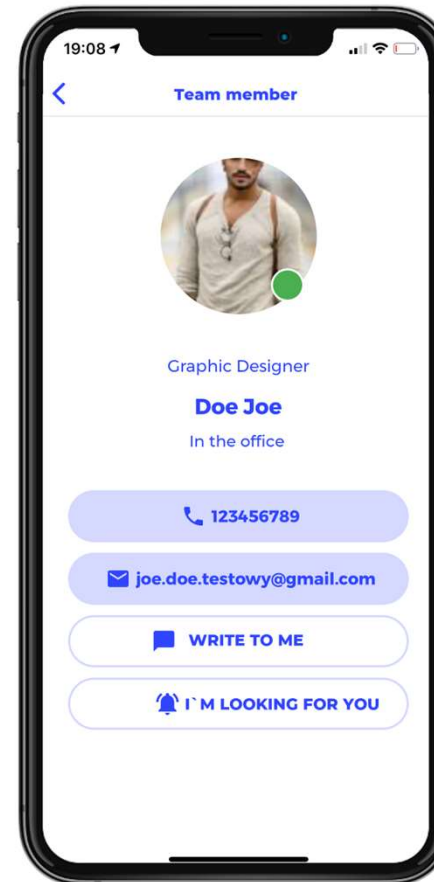 19:08
Team member
Graphic Designer
Doe Joe
In the office
123456789
joe.doe.testowy@gmail.com
WRITE TO ME
I`M LOOKING FOR YOU